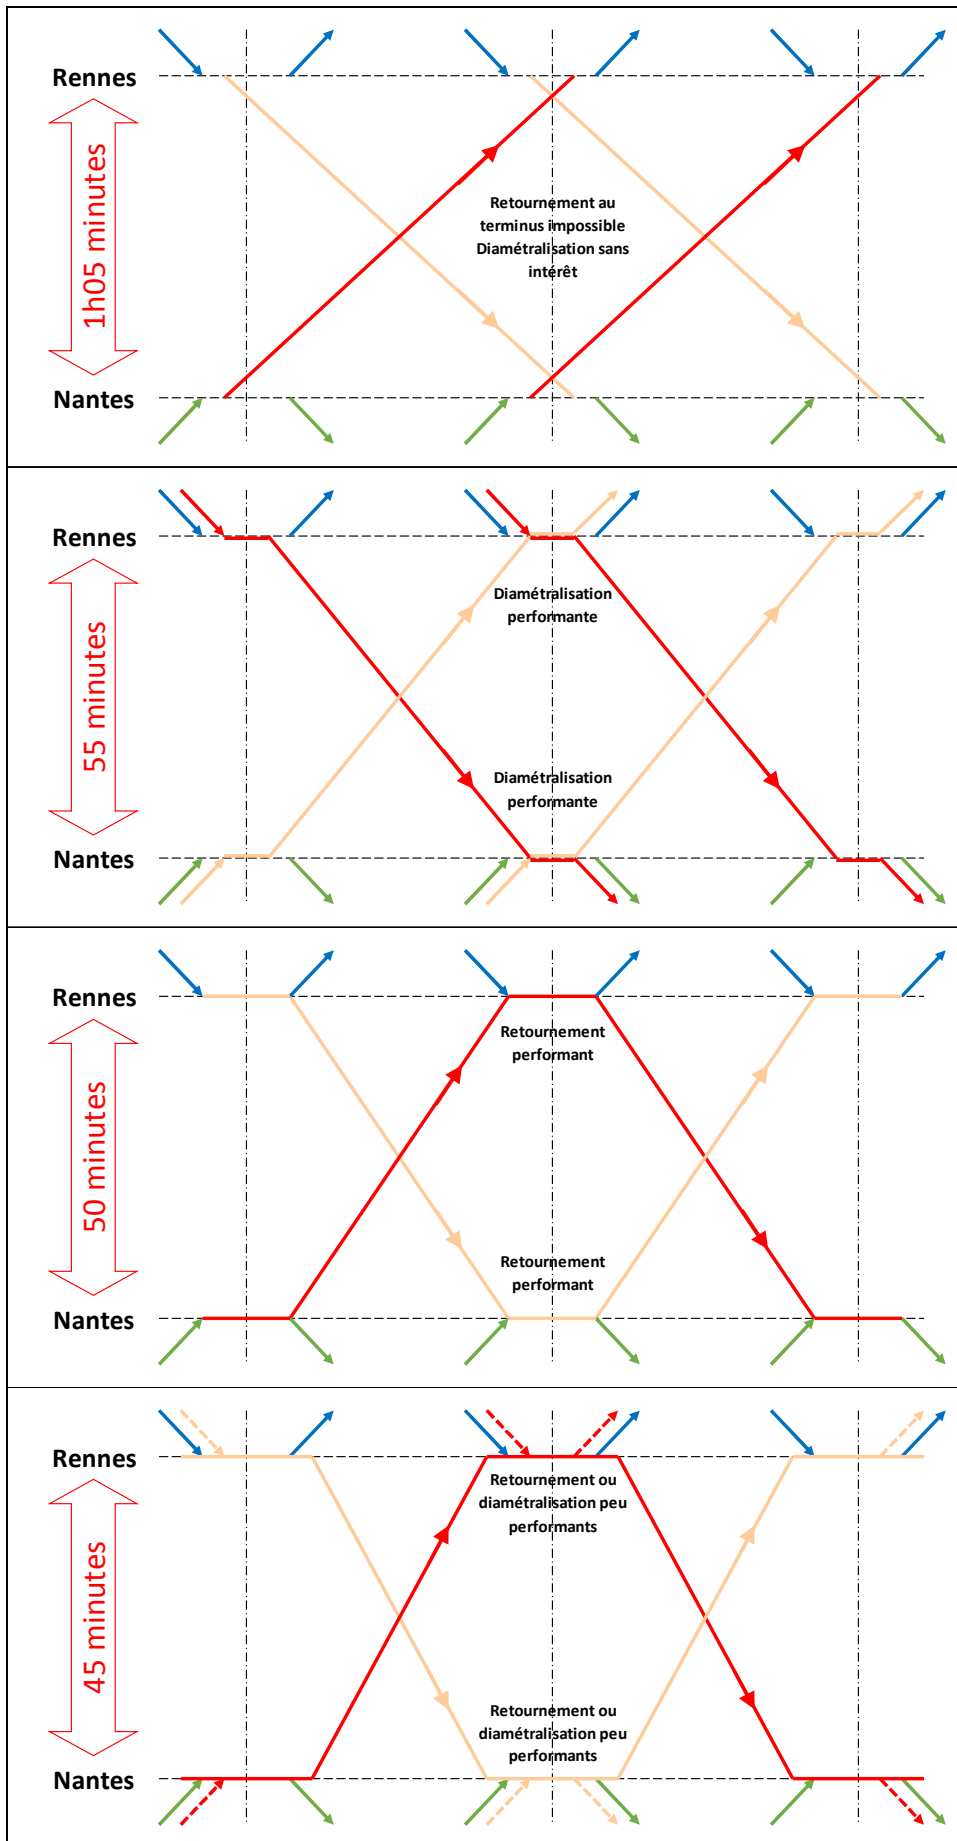 Rennes
1h05 minutes
Retournement au
terminus impossible
Diamétralisation sans
intérêt
Nantes
Rennes
55 minutes
Diamétralisation
performante
Diamétralisation
performante
Nantes
Rennes
50 minutes
Retournement
performant
Retournement
performant
Nantes
Rennes
45 minutes
Retournement ou
diamétralisation peu
performants
Retournement ou
diamétralisation peu
performants
Nantes